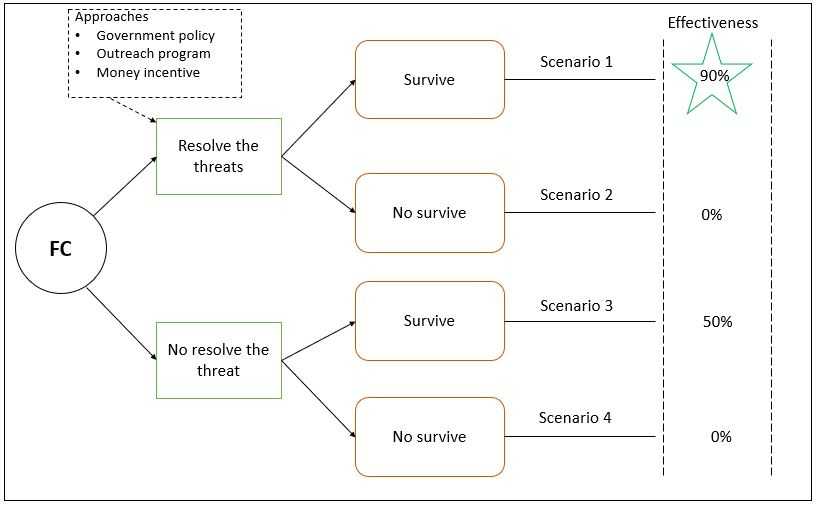 Approaches
• Government policy
• Outreach program
• Money incentive
Effectiveness
FC
Resolve the
threats
Survive
Scenario 1
90%
No survive
Scenario 2
0%
No resolve the
threat
Survive
Scenario 3
50%
No survive
Scenario 4
0%